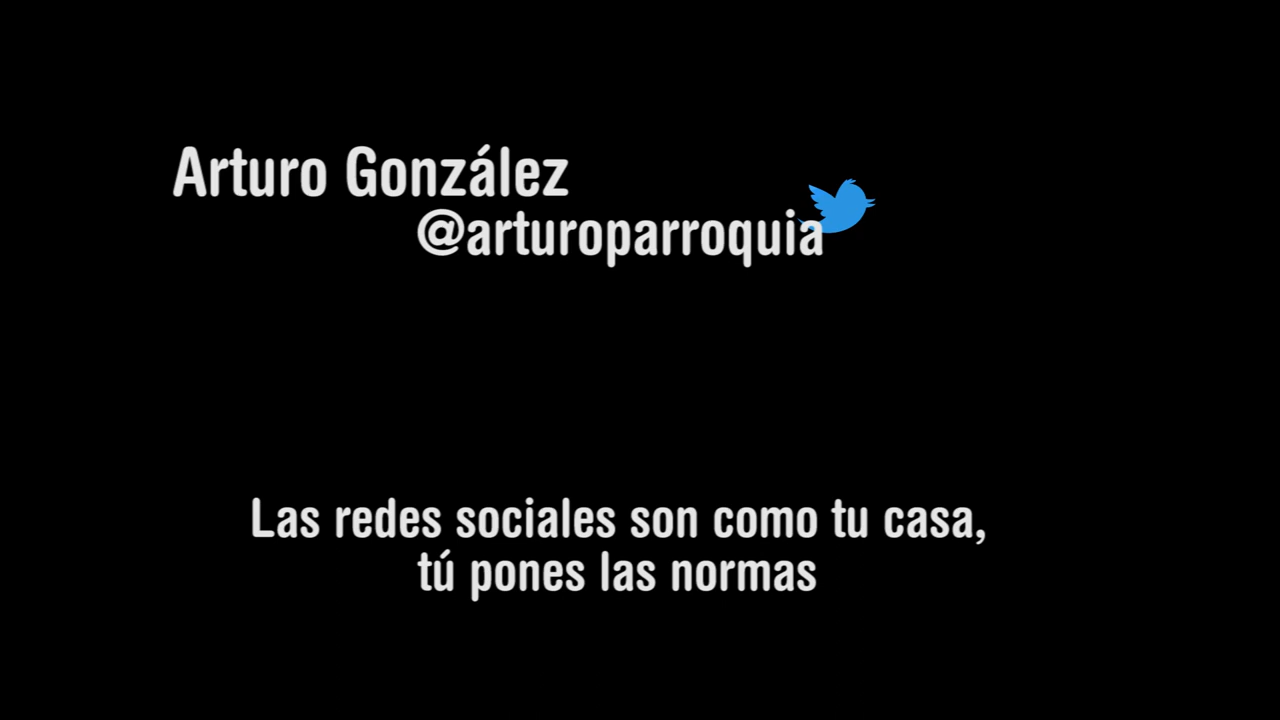 Arturo González
@arturoparroquia
Las redes sociales son como tu casa,
tú pones las normas